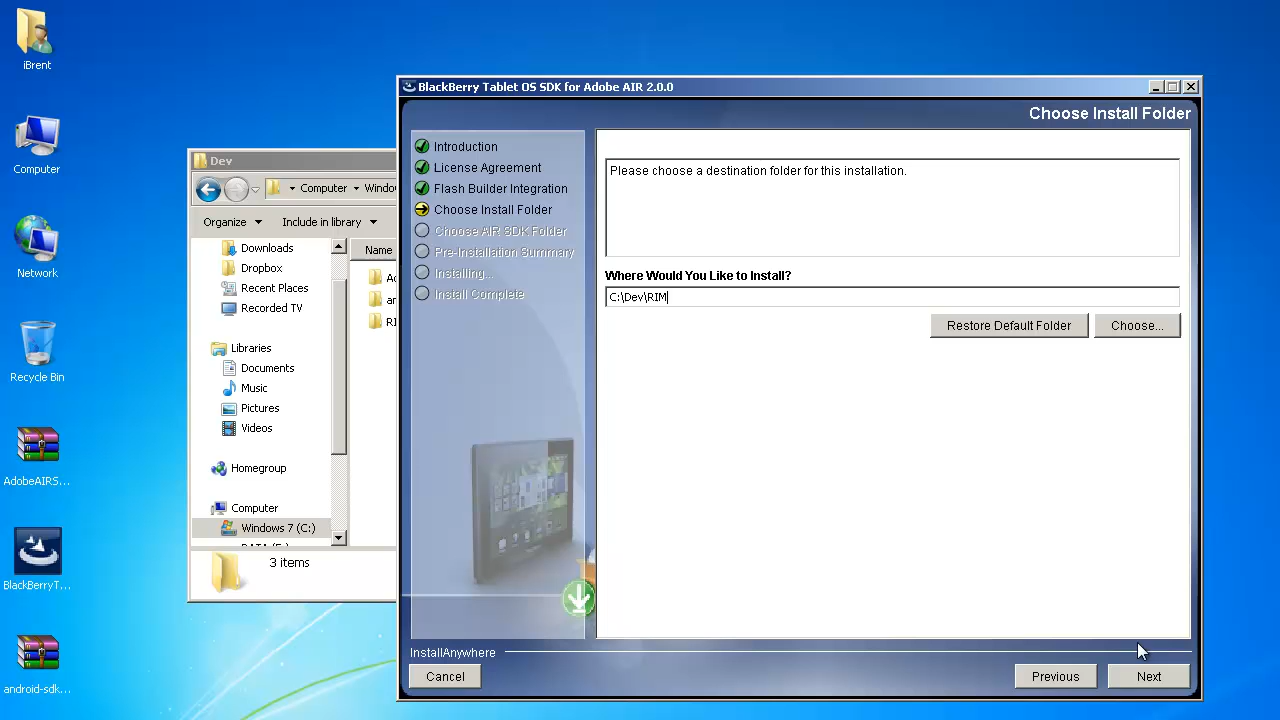 iBrent
Computer
Network
Recycle Bin
AdobeAIRS...
BlackBerryT...
android-sdk...
Dev
Computer
Organize
Include in library
Downloads
Dropbox
Recent Places
Recorded TV
Libraries
Documents
Music
Pictures
Videos
Homegroup
Computer
Windows 7 (C:)
Name
3 items
BlackBerry Tablet OS SDK for Adobe AIR 2.0.0
Choose Install Folder
Introduction
License Agreement
Flash Builder Integration
Choose Install Folder
Choose AIR SDK Folder
Pre-Installation Summary
Installing...
Install Complete
Please choose a destination folder for this installation.
Where Would You Like to Install?
C:\Dev\RIM
Restore Default Folder
Choose...
InstallAnywhere
Cancel
Previous
Next